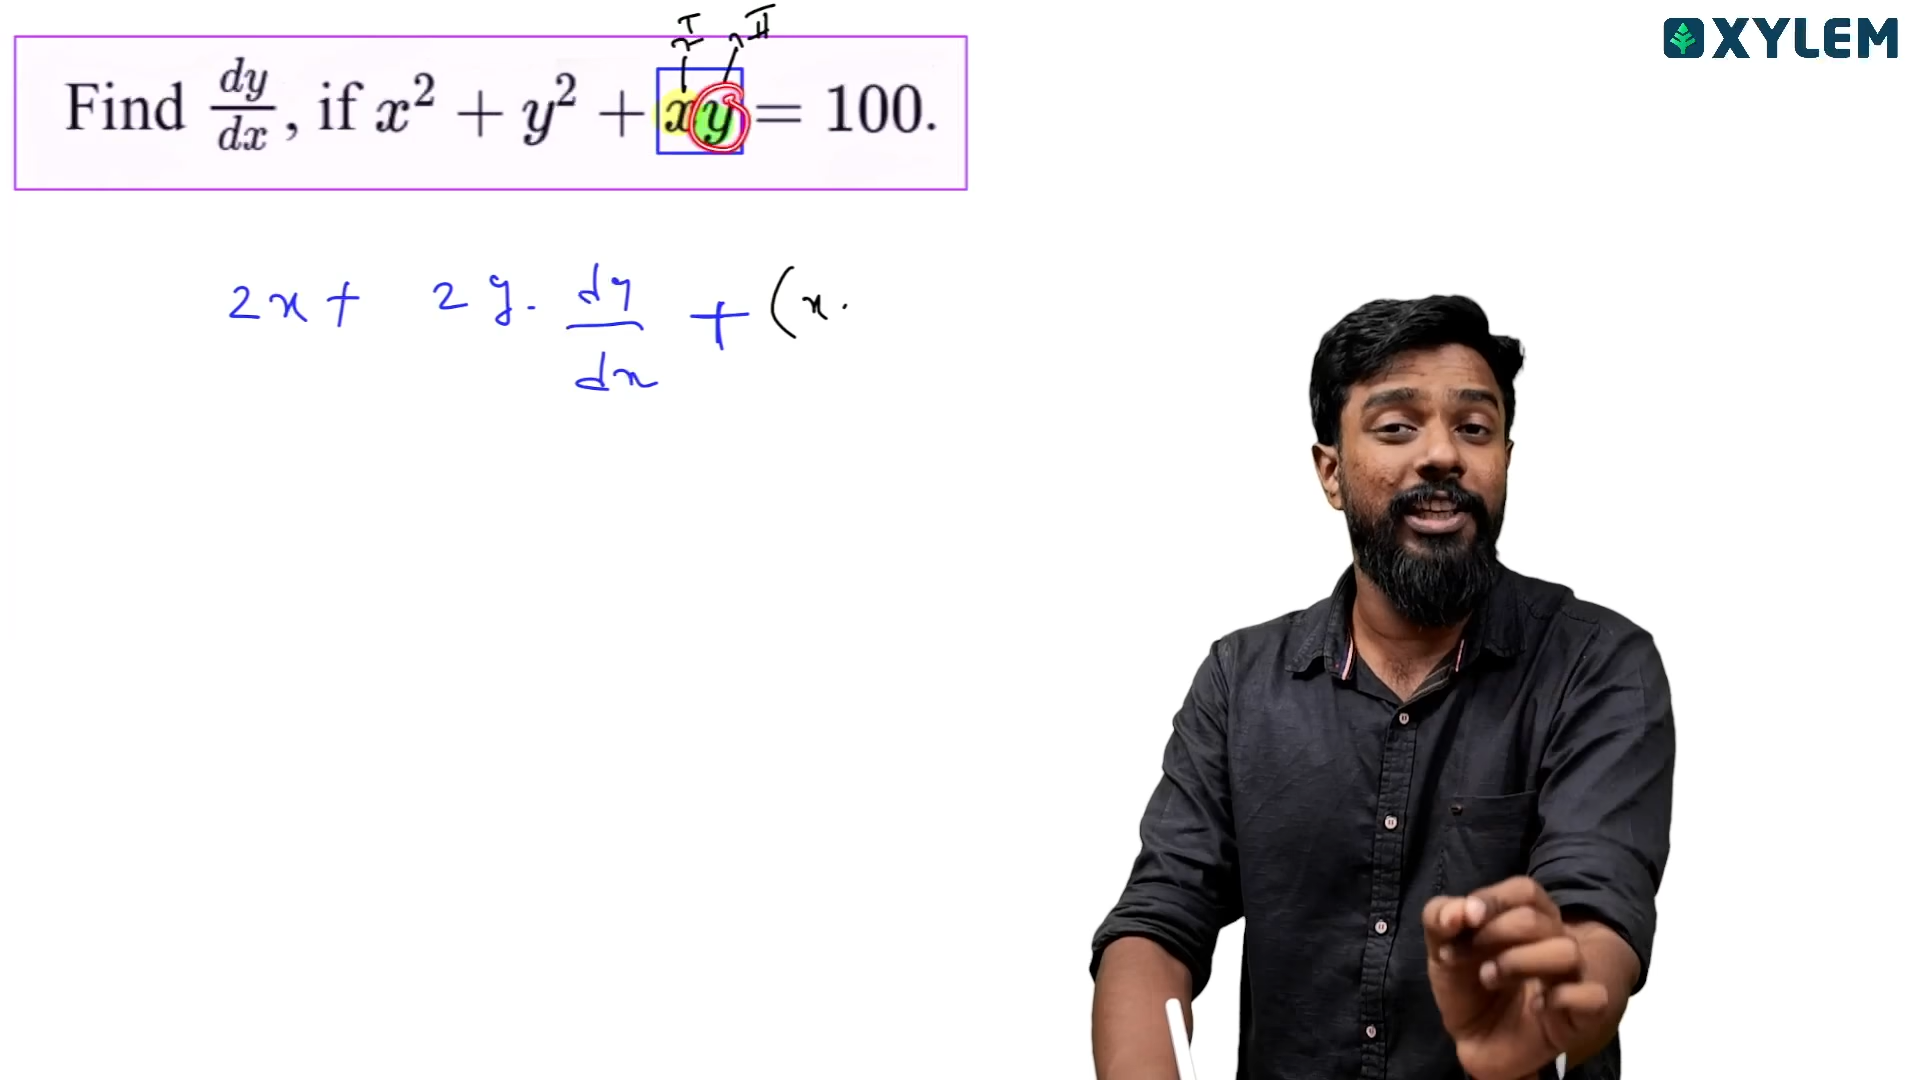 I II
XYLEM
Find dy/dx, if x² + y² + xy = 100.
2x + 2y. dy/dx + (x.